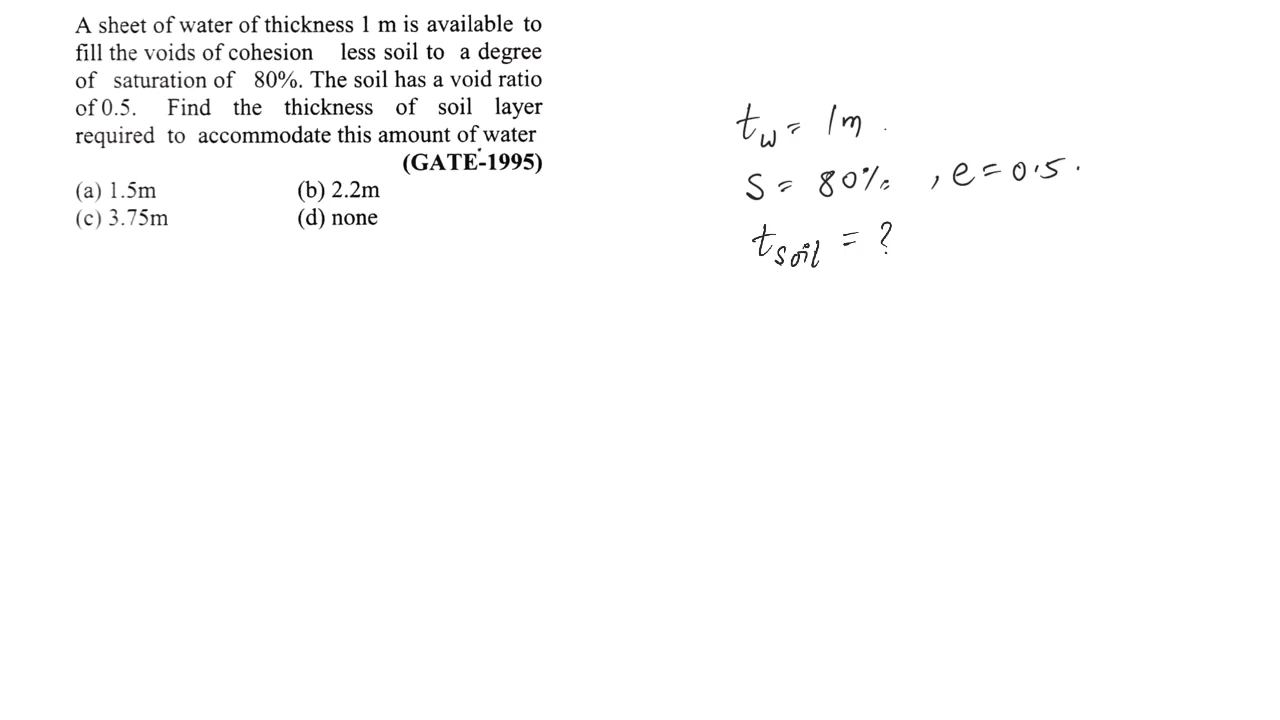 A sheet of water of thickness 1 m is available to
fill the voids of cohesion less soil to a degree
of saturation of 80%. The soil has a void ratio
of 0.5. Find the thickness of soil layer
required to accommodate this amount of water
(GATE-1995)
(a) 1.5m (b) 2.2m
(c) 3.75m (d) none
t_w = 1m.
S = 80%, e = 0.5.
t_soil = ?